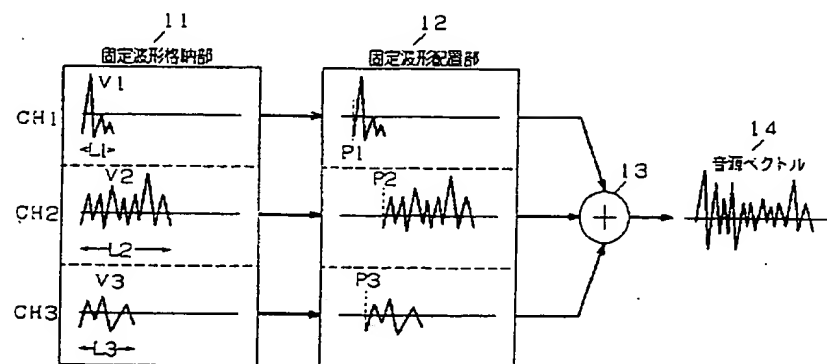 11
固定波形格納部
12
固定波形配置部
CH1
V1
L1
P1
CH2
V2
L2
P2
13
14
音源ベクトル
CH3
V3
L3
P3